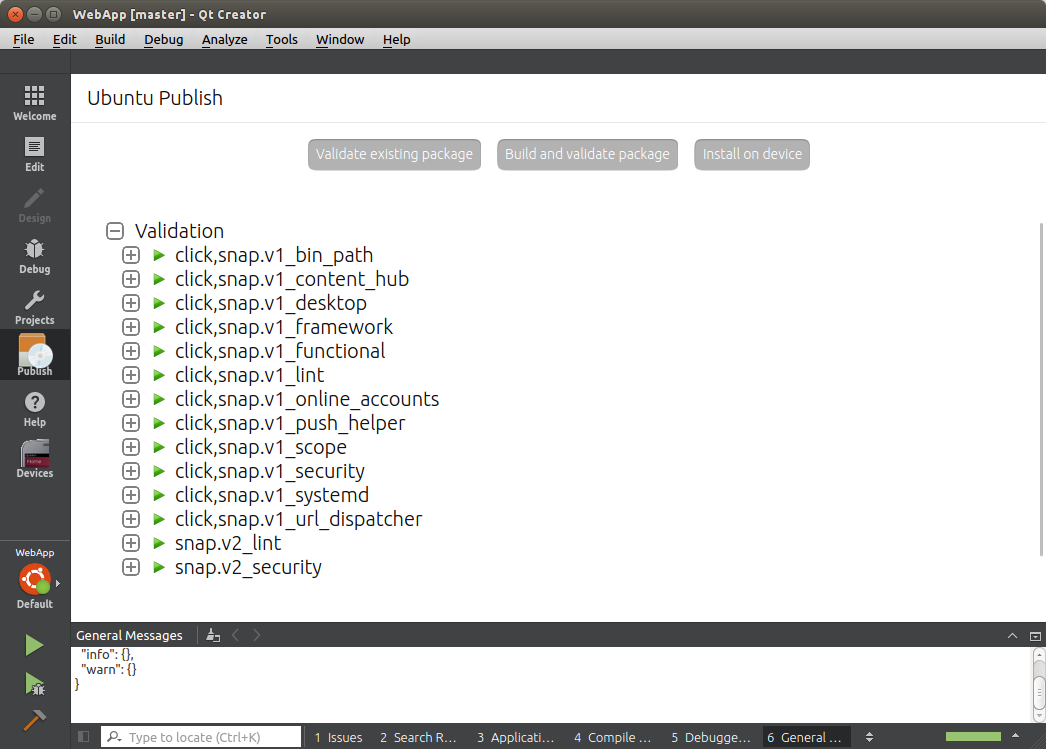 WebApp [master] - Qt Creator
File Edit Build Debug Analyze Tools Window Help
Welcome
Edit
Design
Debug
Projects
Publish
Help
Devices
WebApp
Default
Ubuntu Publish
Validate existing package Build and validate package Install on device
Validation
click,snap.v1_bin_path
click,snap.v1_content_hub
click,snap.v1_desktop
click,snap.v1_framework
click,snap.v1_functional
click,snap.v1_lint
click,snap.v1_online_accounts
click,snap.v1_push_helper
click,snap.v1_scope
click,snap.v1_security
click,snap.v1_systemd
click,snap.v1_url_dispatcher
snap.v2_lint
snap.v2_security
General Messages
"info": {},
"warn": {}
}
Type to locate (Ctrl+K) 1 Issues 2 Search R... 3 Applicati... 4 Compile ... 5 Debugge... 6 General ...